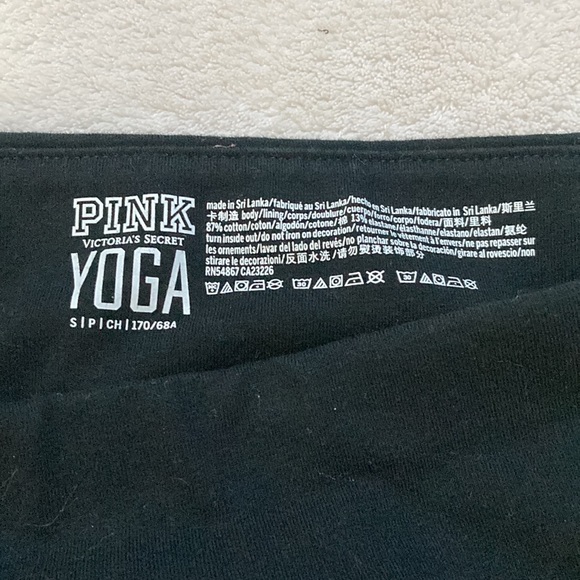 PINK
VICTORIA'S SECRET
YOGA
S | P | CH | 170/68A
made in Sri Lanka/fabriqué au Sri Lanka/hecho en Sri Lanka/fabbricato in Sri Lanka/斯里兰
卡制造 body/lining/corps/doublure/cuerpo/forro/corpo/fodera/面料/里料
87% cotton/coton/algodón/cotone/棉 13% elastane/élasthanne/elastano/elastan/氨纶
turn inside out/do not iron on decoration/retournement à l'envers/ne pas repasser sur
les ornements/lavar del lado del revés/no planchar sobre la decoración/girare al rovescio/non
stirare le decorazioni/反面水洗/请勿熨烫装饰部分
RN54867 CA23226
30 30